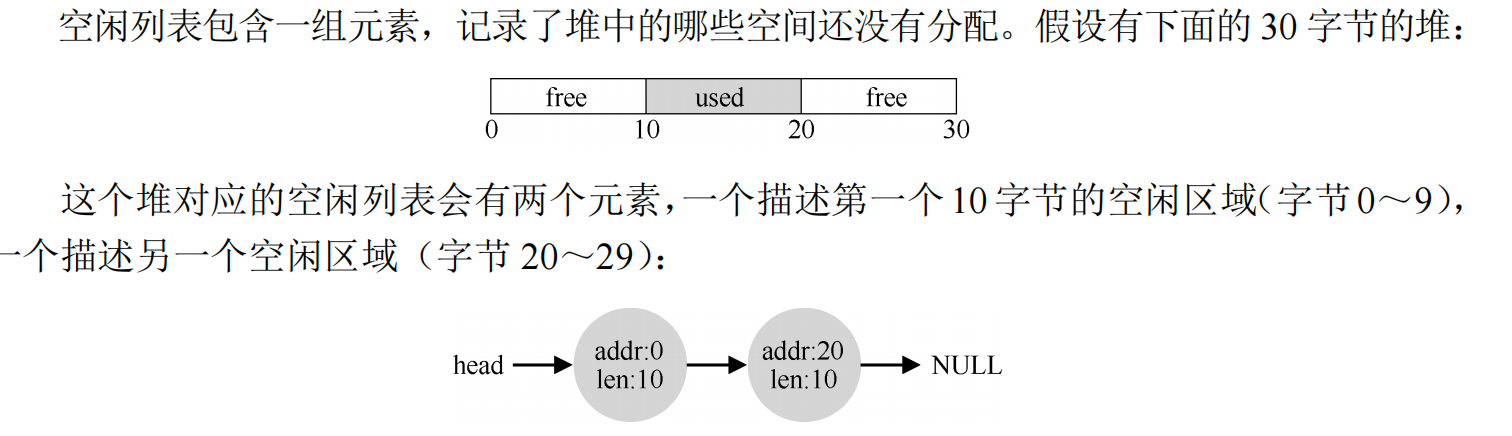 空闲列表包含一组元素，记录了堆中的哪些空间还没有分配。假设有下面的 30 字节的堆：
free used free
0 10 20 30
这个堆对应的空闲列表会有两个元素，一个描述第一个 10 字节的空闲区域（字节 0～9），
一个描述另一个空闲区域（字节 20～29）：
head addr:0 len:10 addr:20 len:10 NULL